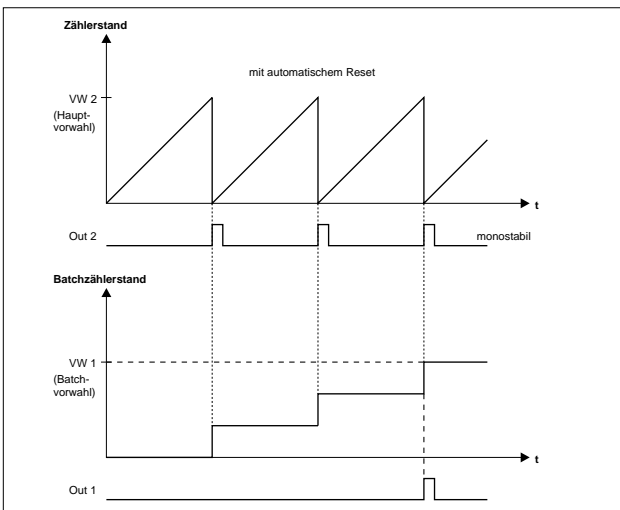 Zählerstand
mit automatischem Reset
VW 2
(Haupt-
vorwahl)
t
Out 2
monostabil
Batchzählerstand
VW 1
(Batch-
vorwahl)
t
Out 1